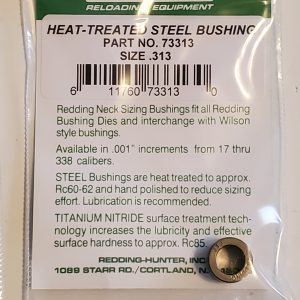 RELOADING EQUIPMENT
HEAT-TREATED STEEL BUSHING
PART NO. 73313
SIZE .313
6 11760 73313 0
Redding Neck Sizing Bushings fit all Redding
Bushing Dies and interchange with Wilson
style bushings.
Available in .001" increments from 17 thru
338 calibers.
STEEL Bushings are heat treated to approx.
Rc60-62 and hand polished to reduce sizing
effort. Lubrication is recommended.
TITANIUM NITRIDE surface treatment tech-
nology increases the lubricity and effective
surface hardness to approx. Rc85.
REDDING-HUNTER, INC.
1089 STARR RD./CORTLAND, N.